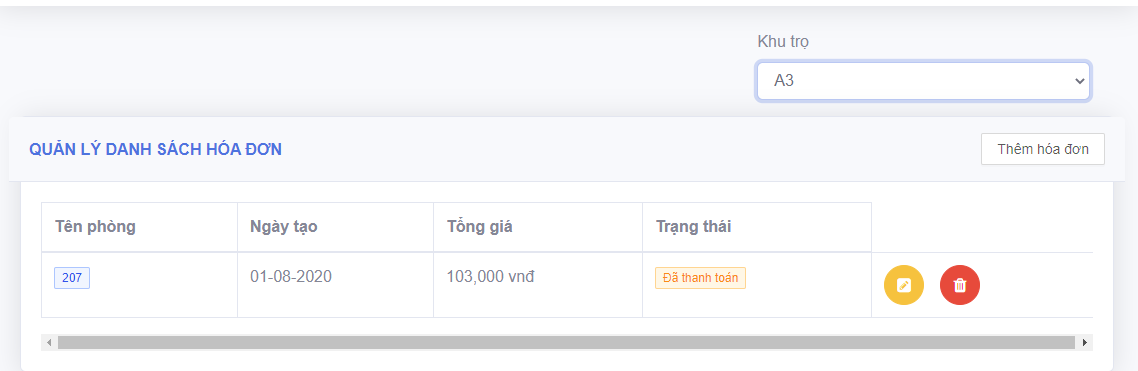 Khu trọ
A3
QUẢN LÝ DANH SÁCH HÓA ĐƠN
Thêm hóa đơn
Tên phòng Ngày tạo Tổng giá Trạng thái
207 01-08-2020 103,000 vnđ Đã thanh toán